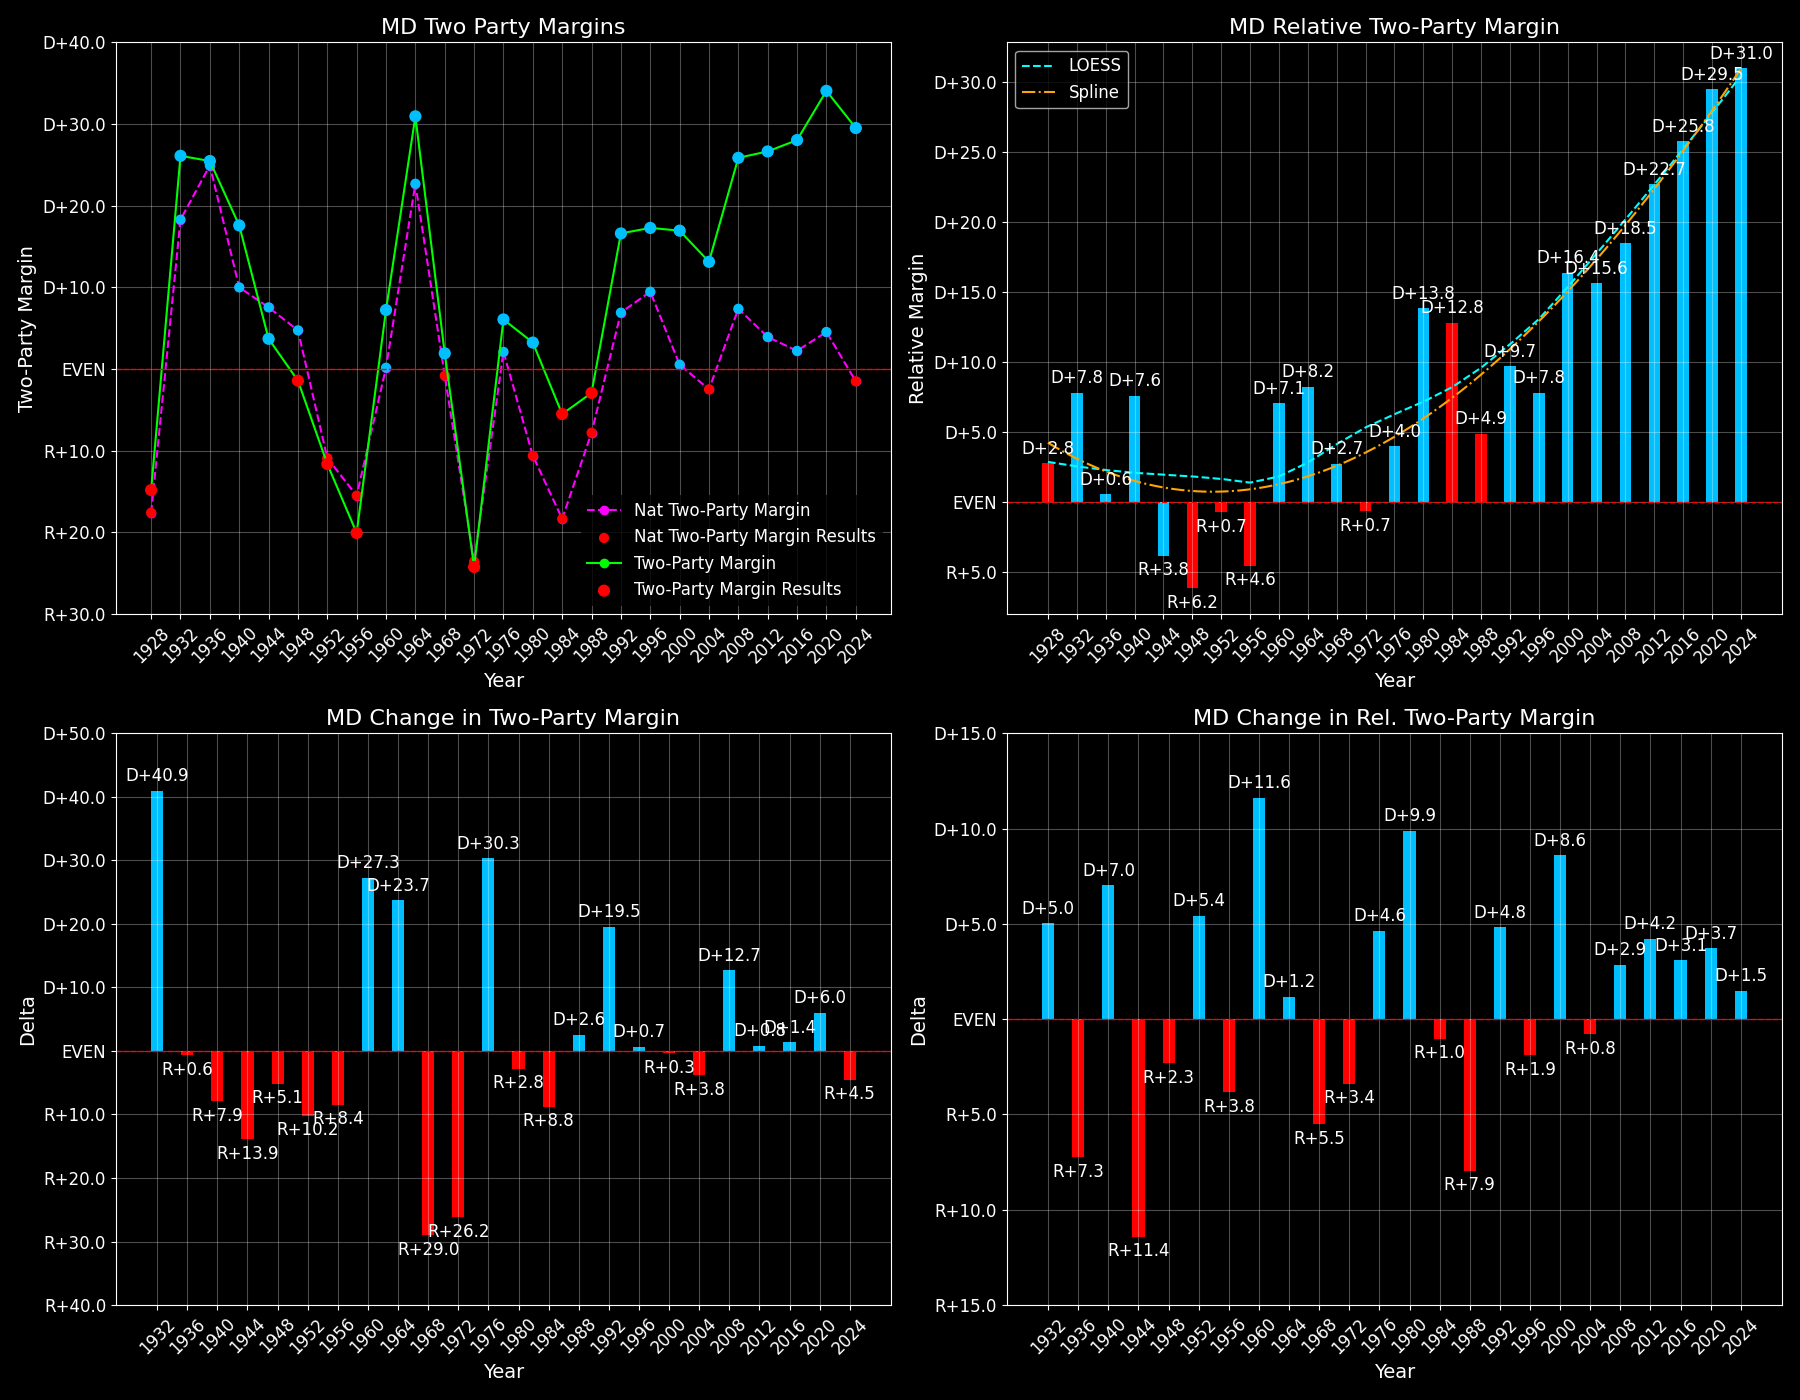 MD Two Party Margins
D+40.0
D+30.0
D+20.0
D+10.0
EVEN
R+10.0
R+20.0
R+30.0
Two-Party Margin
Nat Two-Party Margin
Nat Two-Party Margin Results
Two-Party Margin
Two-Party Margin Results
1928 1932 1936 1940 1944 1948 1952 1956 1960 1964 1968 1972 1976 1980 1984 1988 1992 1996 2000 2004 2008 2012 2016 2020 2024
Year
MD Relative Two-Party Margin
LOESS
Spline
D+30.0
D+25.0
D+20.0
D+15.0
D+10.0
D+5.0
EVEN
R+5.0
Relative Margin
D+2.8 D+7.8 D+0.6 D+7.6 R+3.8 R+6.2 R+0.7 R+4.6 D+7.1 D+8.2 D+2.7 R+0.7 D+4.0 D+13.8 D+12.8 D+4.9 D+9.7 D+7.8 D+16.4 D+15.6 D+18.5 D+22.7 D+25.8 D+29.5 D+31.0
1928 1932 1936 1940 1944 1948 1952 1956 1960 1964 1968 1972 1976 1980 1984 1988 1992 1996 2000 2004 2008 2012 2016 2020 2024
Year
MD Change in Two-Party Margin
D+50.0
D+40.0
D+30.0
D+20.0
D+10.0
EVEN
R+10.0
R+20.0
R+30.0
R+40.0
Delta
D+40.9 R+0.6 R+7.9 R+13.9 R+5.1 R+10.2 R+8.4 D+27.3 D+23.7 R+29.0 R+26.2 D+30.3 R+2.8 R+8.8 D+2.6 D+19.5 D+0.7 R+0.3 R+3.8 D+12.7 D+0.8 D+1.4 D+6.0 R+4.5
1932 1936 1940 1944 1948 1952 1956 1960 1964 1968 1972 1976 1980 1984 1988 1992 1996 2000 2004 2008 2012 2016 2020 2024
Year
MD Change in Rel. Two-Party Margin
D+15.0
D+10.0
D+5.0
EVEN
R+5.0
R+10.0
R+15.0
Delta
D+5.0 R+7.3 D+7.0 R+11.4 R+2.3 D+5.4 R+3.8 D+11.6 D+1.2 R+5.5 R+3.4 D+4.6 D+9.9 R+1.0 R+7.9 D+4.8 R+1.9 D+8.6 R+0.8 D+2.9 D+4.2 D+3.1 D+3.7 D+1.5
1932 1936 1940 1944 1948 1952 1956 1960 1964 1968 1972 1976 1980 1984 1988 1992 1996 2000 2004 2008 2012 2016 2020 2024
Year